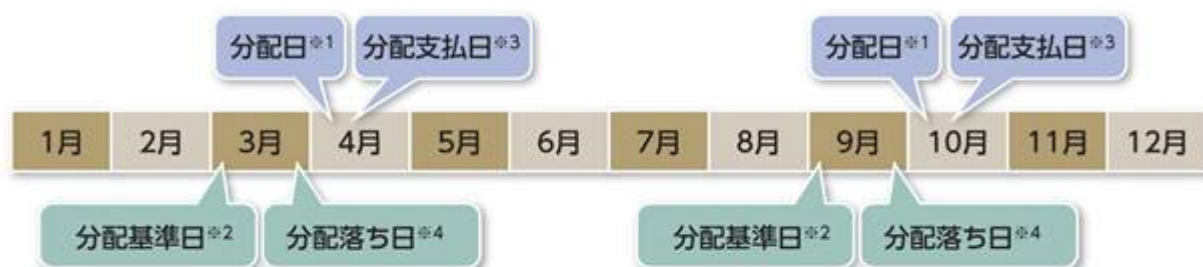 分配日※1 分配支払日※3 分配日※1 分配支払日※3
1月 2月 3月 4月 5月 6月 7月 8月 9月 10月 11月 12月
分配基準日※2 分配落ち日※4 分配基準日※2 分配落ち日※4